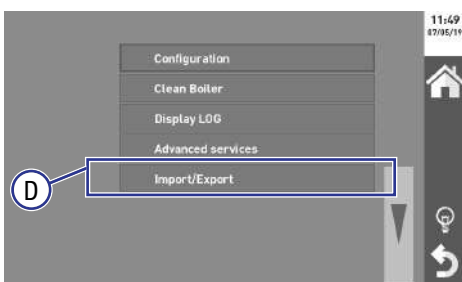 11:49
07/05/19
Configuration
Clean Boiler
Display LOG
Advanced services
Import/Export
D